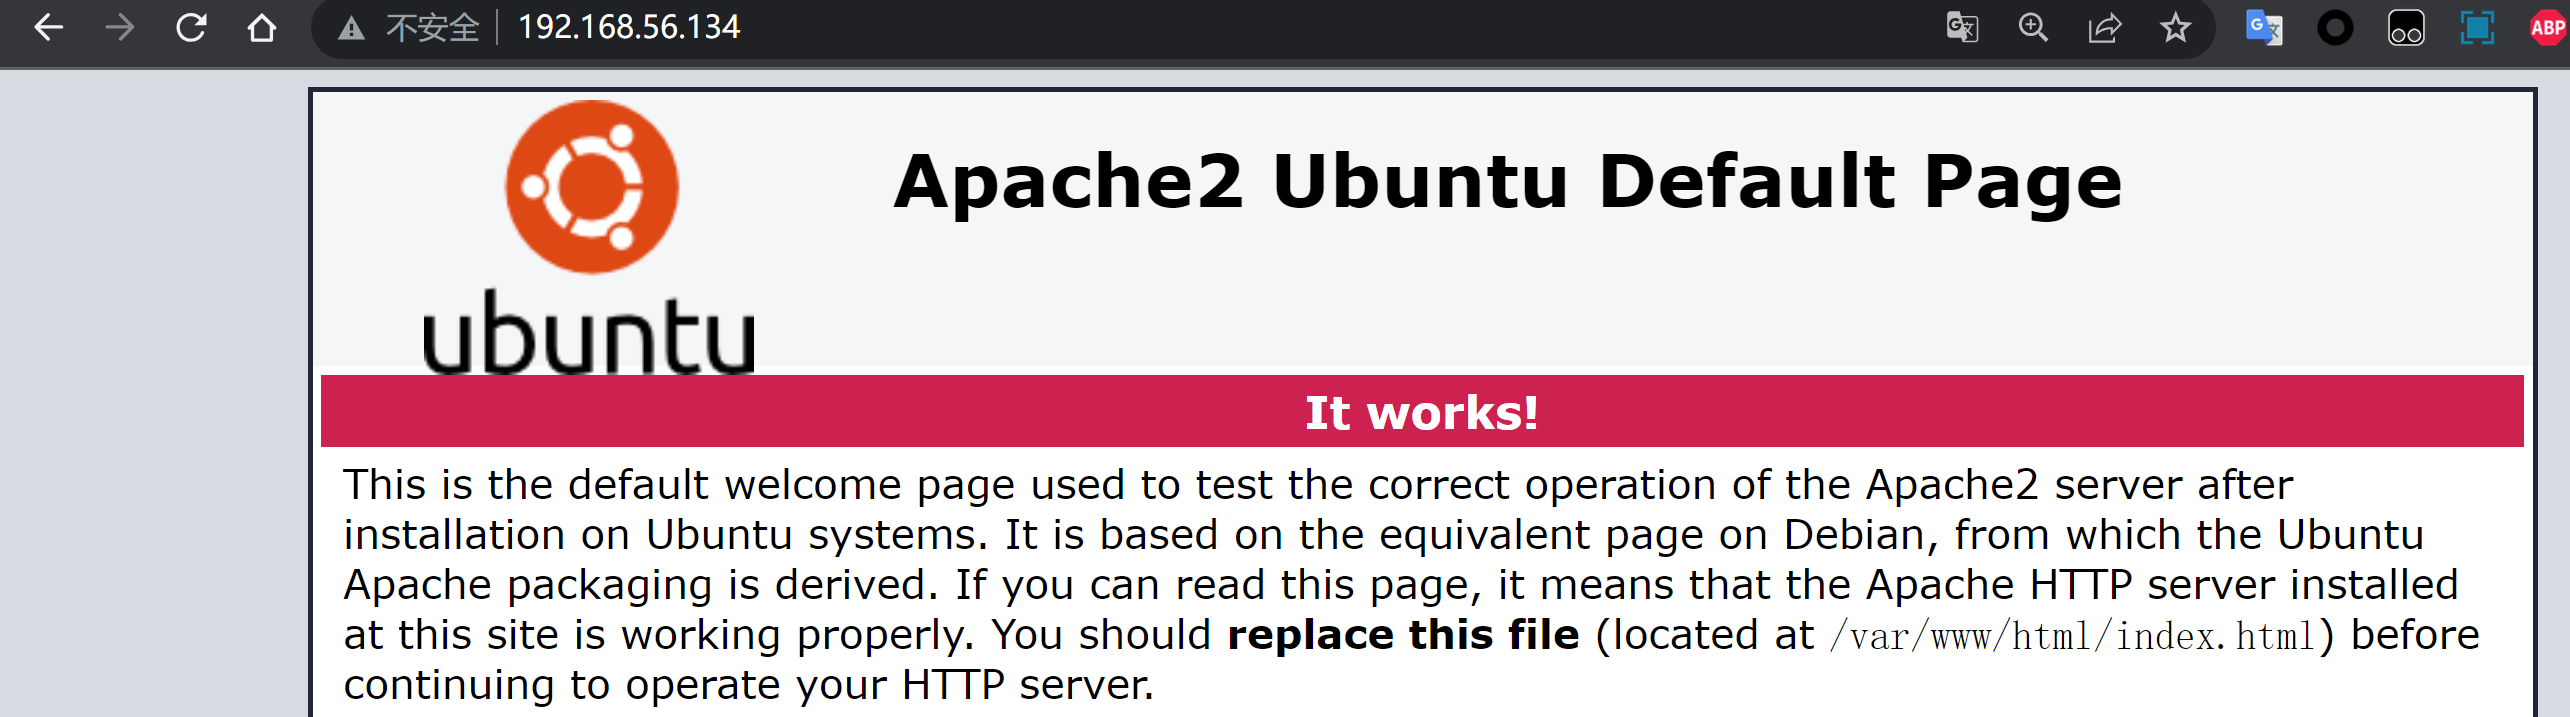 不安全 192.168.56.134
ABP
ubuntu
Apache2 Ubuntu Default Page
It works!
This is the default welcome page used to test the correct operation of the Apache2 server after
installation on Ubuntu systems. It is based on the equivalent page on Debian, from which the Ubuntu
Apache packaging is derived. If you can read this page, it means that the Apache HTTP server installed
at this site is working properly. You should replace this file (located at /var/www/html/index.html) before
continuing to operate your HTTP server.